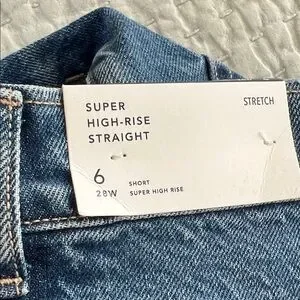 SUPER
HIGH-RISE
STRAIGHT
STRETCH
6
28W
SHORT
SUPER HIGH RISE